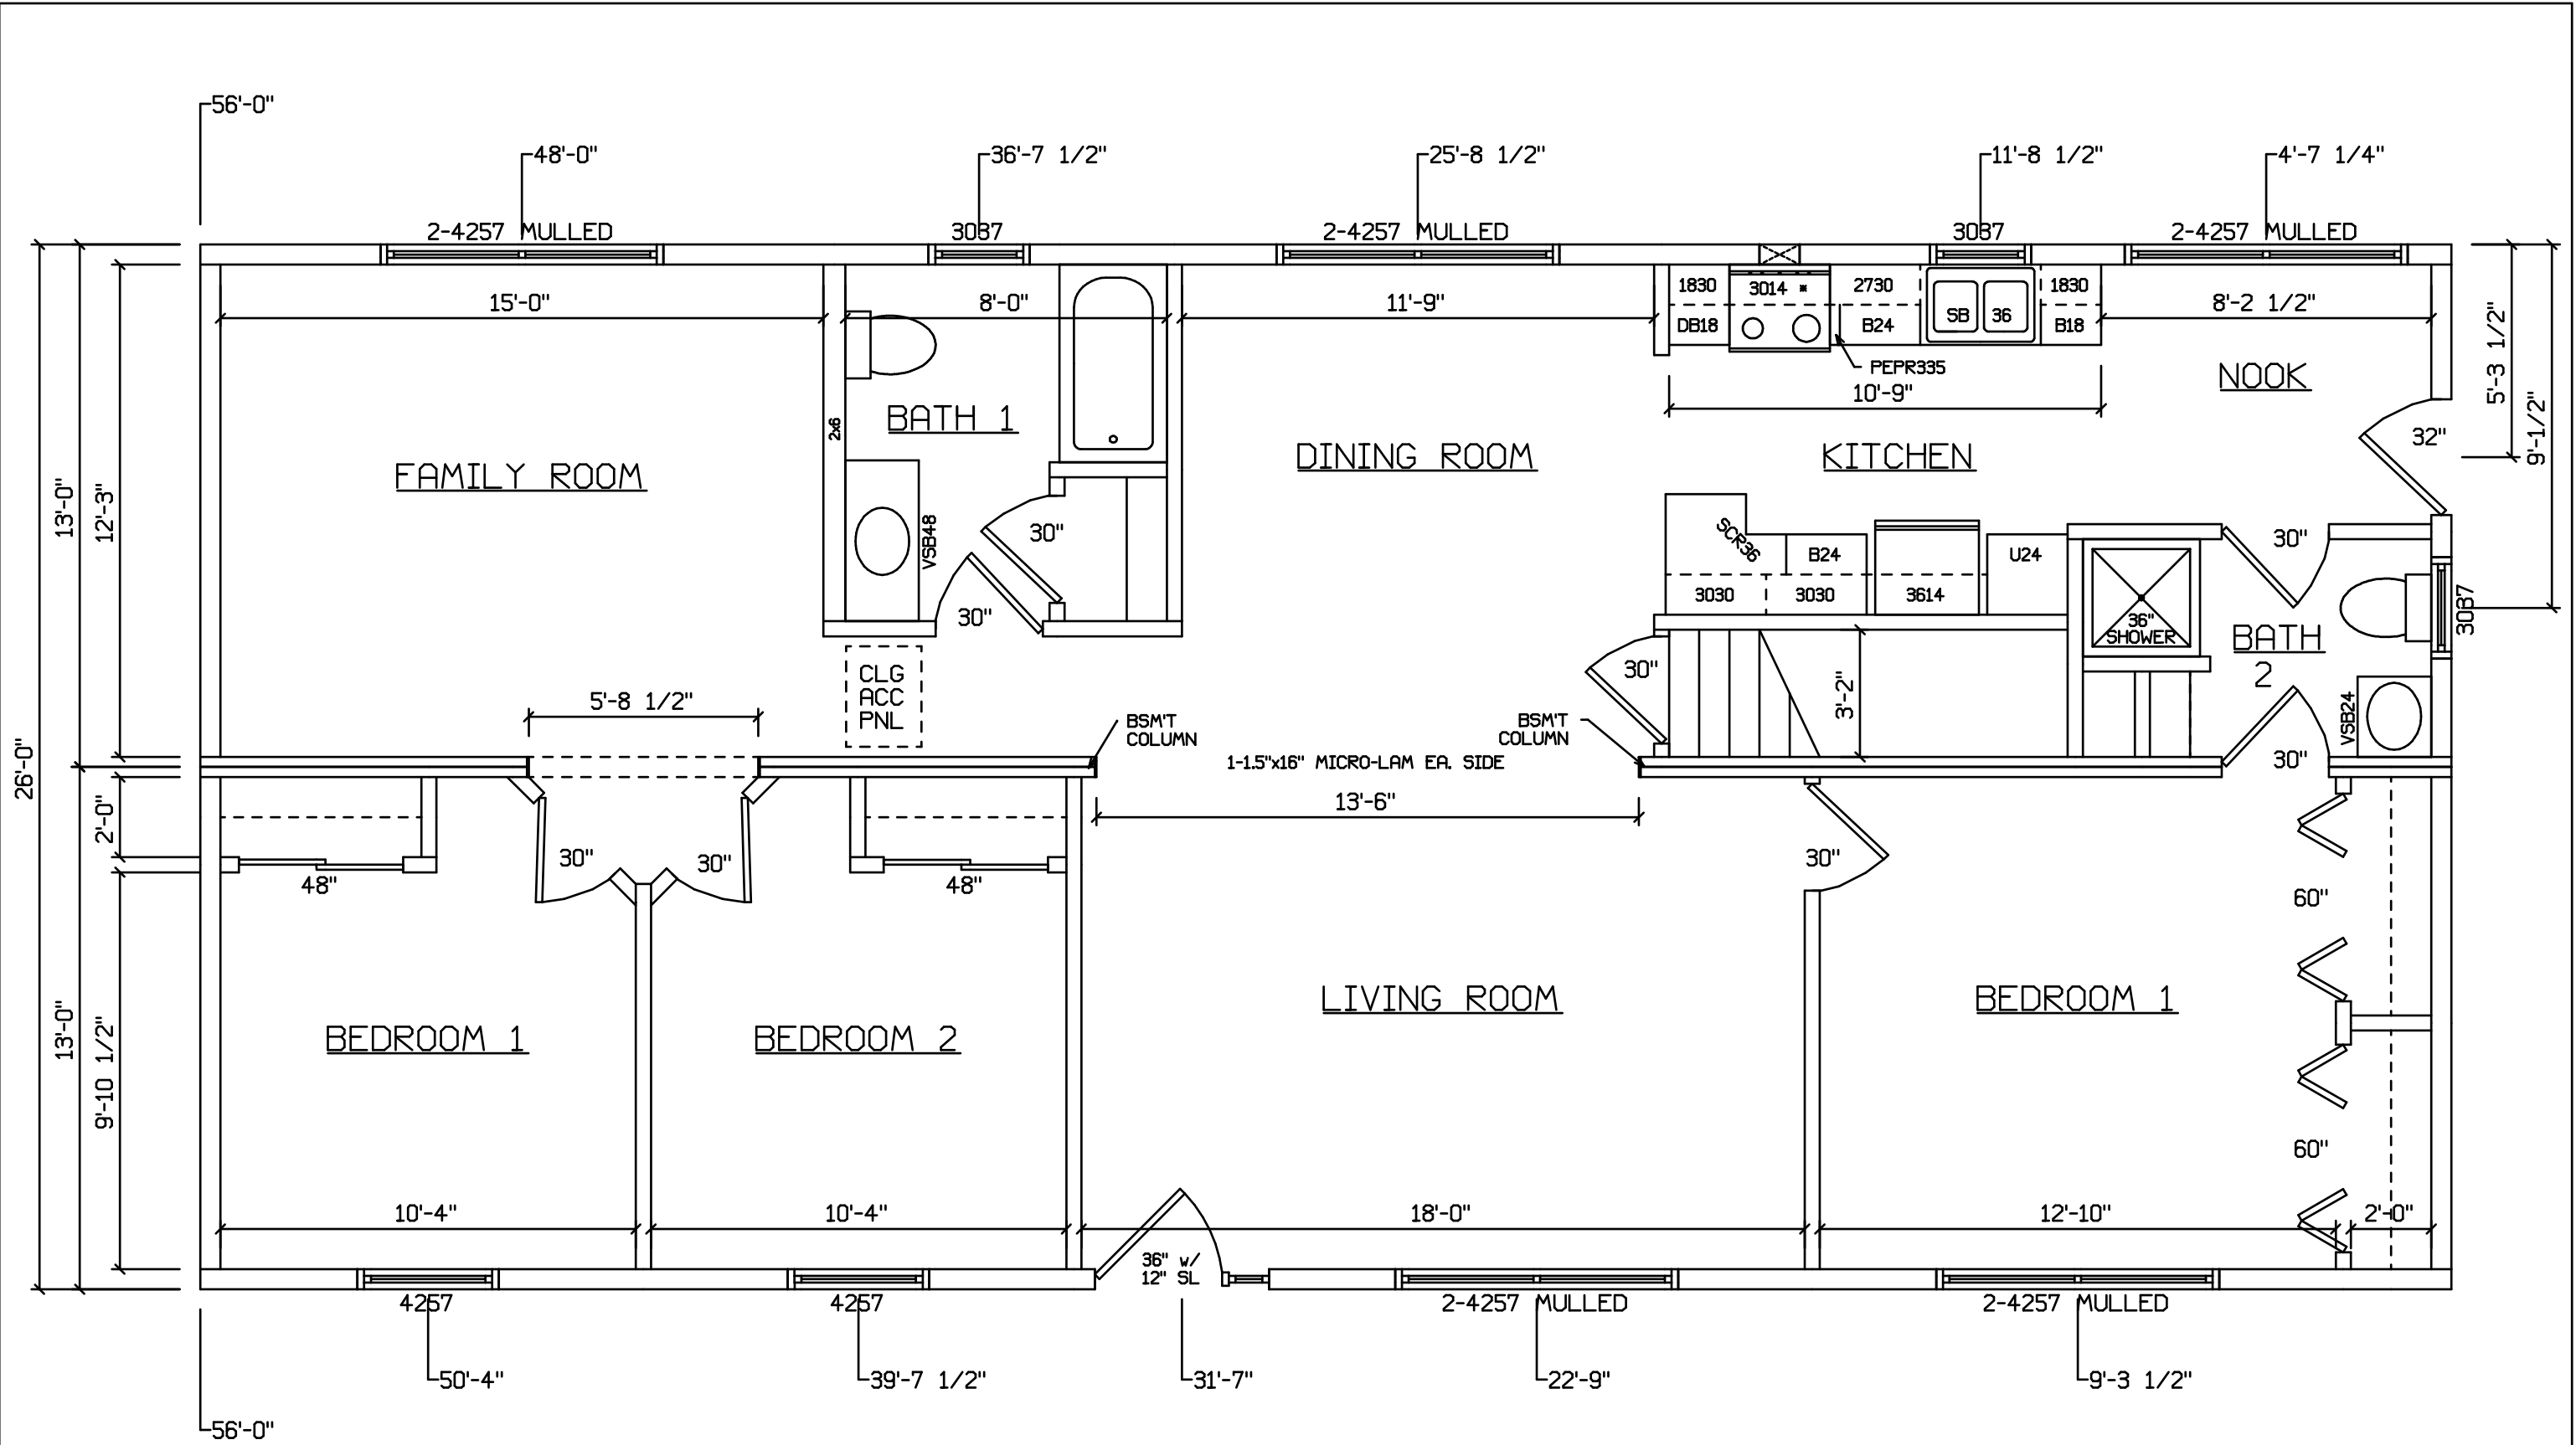 56'-0"
48'-0"
36'-7 1/2"
25'-8 1/2"
11'-8 1/2"
4'-7 1/4"
2-4257 MULLED
3037
2-4257 MULLED
3037
2-4257 MULLED
15'-0"
8'-0"
11'-9"
1830
3014 *
2730
1830
8'-2 1/2"
DB18
B24
SB 36
B18
PEPR335
10'-9"
NOOK
5'-3 1/2"
9'-1/2"
32"
2x6
BATH 1
FAMILY ROOM
DINING ROOM
KITCHEN
13'-0"
12'-3"
26'-0"
VSB48
30"
30"
SCR36
B24
U24
3030
3030
3614
30"
36"
SHOWER
BATH
2
3037
VSB24
30"
30"
3'-2"
CLG
ACC
PNL
5'-8 1/2"
BSM'T
COLUMN
BSM'T
COLUMN
1-1.5"x16" MICRO-LAM EA. SIDE
13'-6"
2'-0"
48"
30"
30"
48"
30"
60"
13'-0"
9'-10 1/2"
BEDROOM 1
BEDROOM 2
LIVING ROOM
BEDROOM 1
60"
10'-4"
10'-4"
18'-0"
12'-10"
2'-0"
36" w/
12" SL
4257
4257
2-4257 MULLED
2-4257 MULLED
50'-4"
39'-7 1/2"
31'-7"
22'-9"
9'-3 1/2"
56'-0"